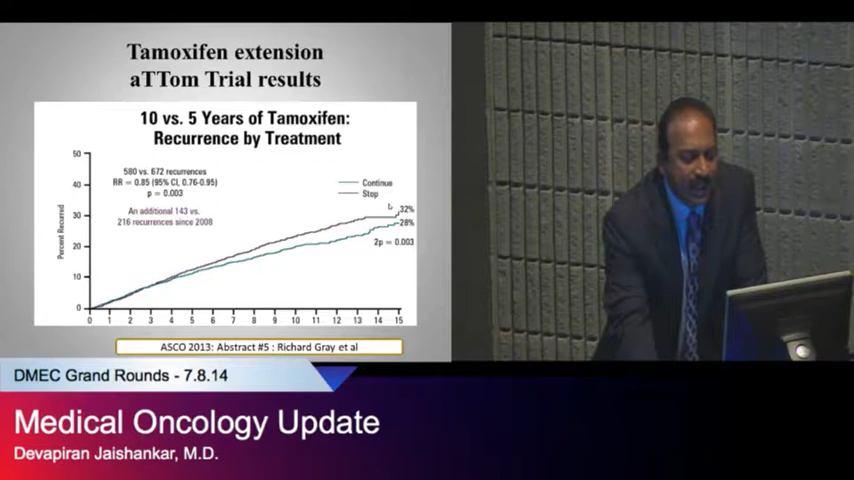 Tamoxifen extension
aTTom Trial results
10 vs. 5 Years of Tamoxifen:
Recurrence by Treatment
50
40
30
20
10
0
Percent Recurred
580 vs. 672 recurrences
RR = 0.85 (95% CI, 0.76-0.95)
p = 0.003
An additional 143 vs.
216 recurrences since 2008
Continue
Stop
32%
28%
2p = 0.003
0 1 2 3 4 5 6 7 8 9 10 11 12 13 14 15
ASCO 2013: Abstract #5 : Richard Gray et al
DMEC Grand Rounds - 7.8.14
Medical Oncology Update
Devapiran Jaishankar, M.D.